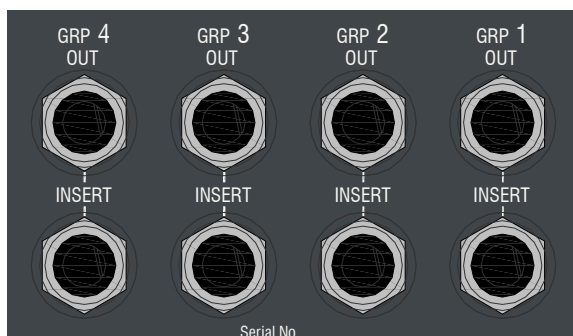 GRP 4 GRP 3 GRP 2 GRP 1
OUT OUT OUT OUT
INSERT INSERT INSERT INSERT
Serial No